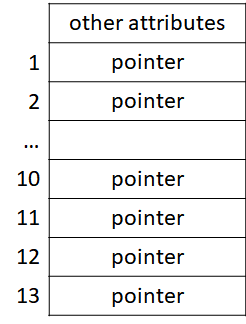 other attributes
1 pointer
2 pointer
...
10 pointer
11 pointer
12 pointer
13 pointer